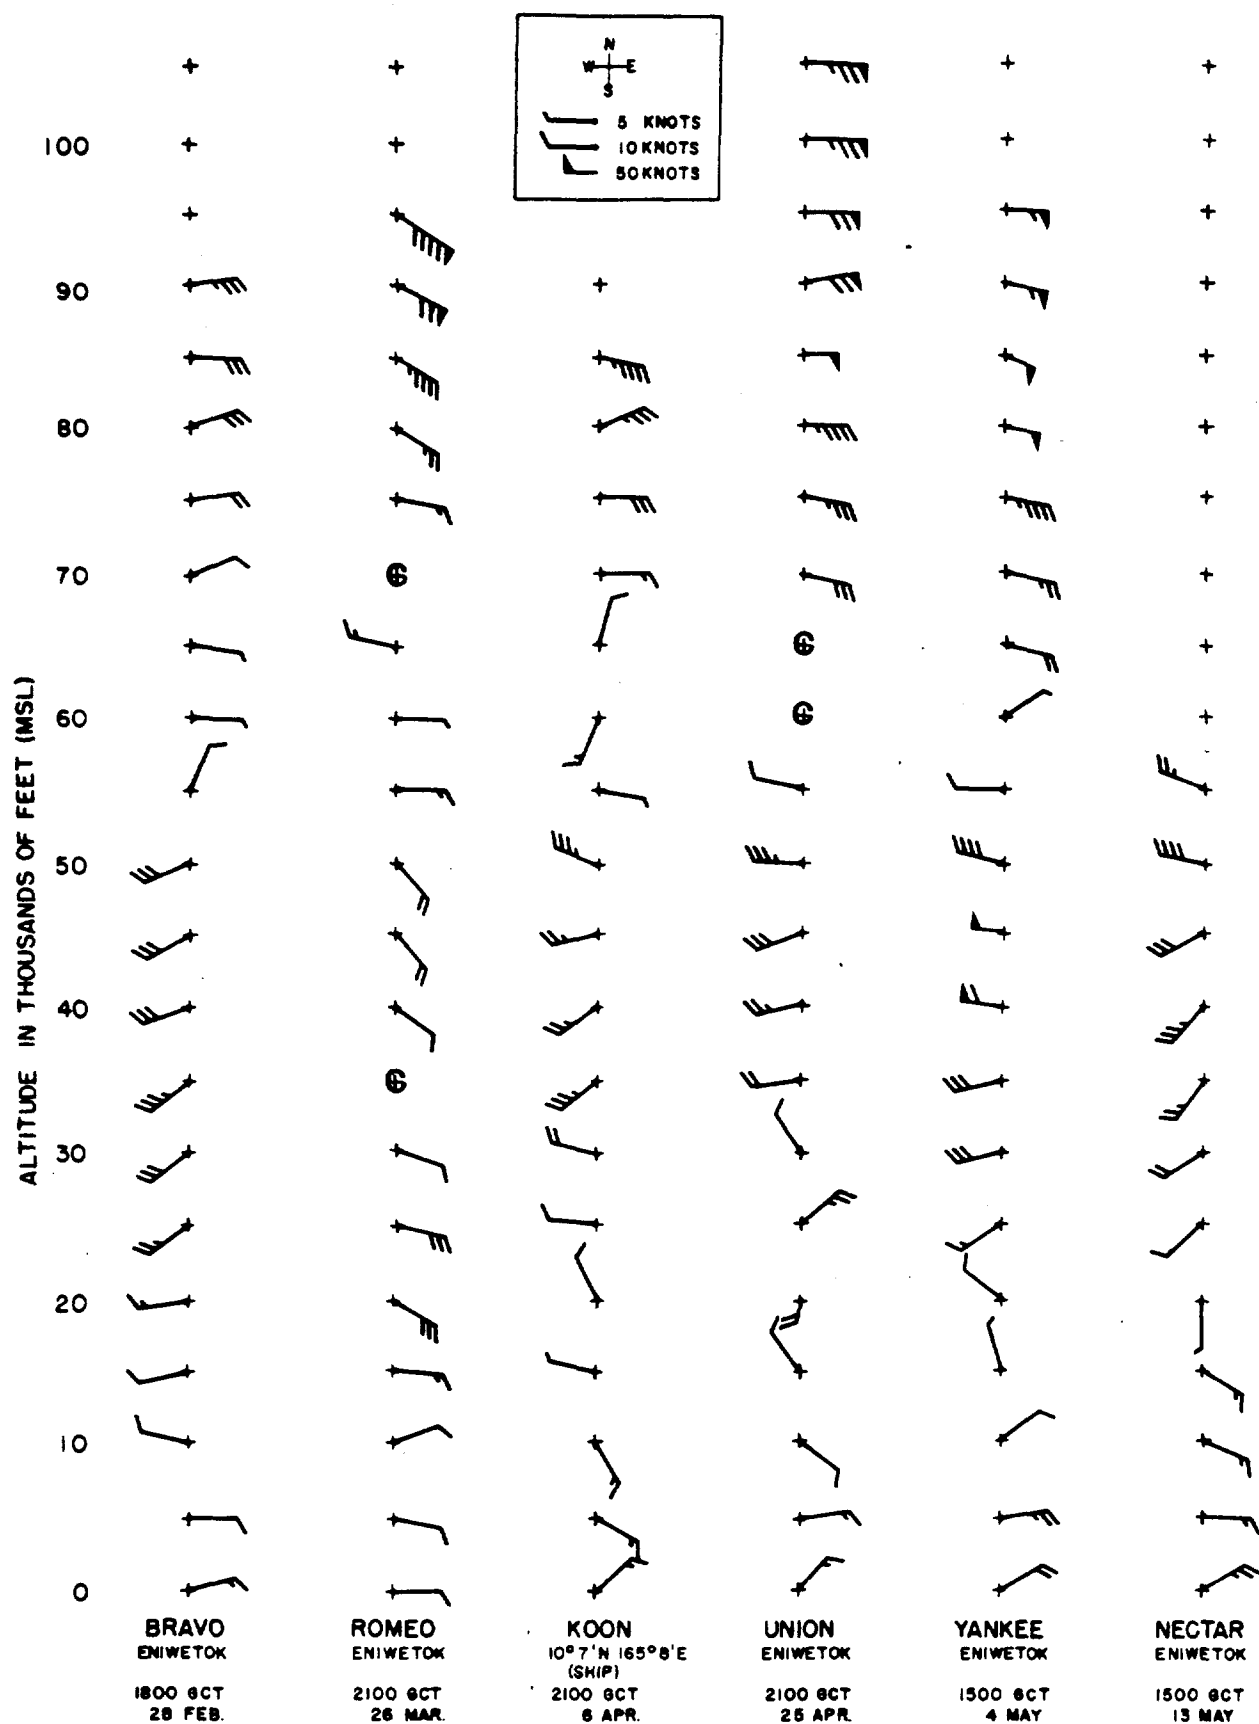 N
W E
S
5 KNOTS
10 KNOTS
50 KNOTS
ALTITUDE IN THOUSANDS OF FEET (MSL)
100
90
80
70
60
50
40
30
20
10
0
BRAVO
ENIWETOK
1800 GCT
28 FEB.
ROMEO
ENIWETOK
2100 GCT
26 MAR.
KOON
10°7'N 165°8'E
(SHIP)
2100 GCT
6 APR.
UNION
ENIWETOK
2100 GCT
25 APR.
YANKEE
ENIWETOK
1500 GCT
4 MAY
NECTAR
ENIWETOK
1500 GCT
13 MAY